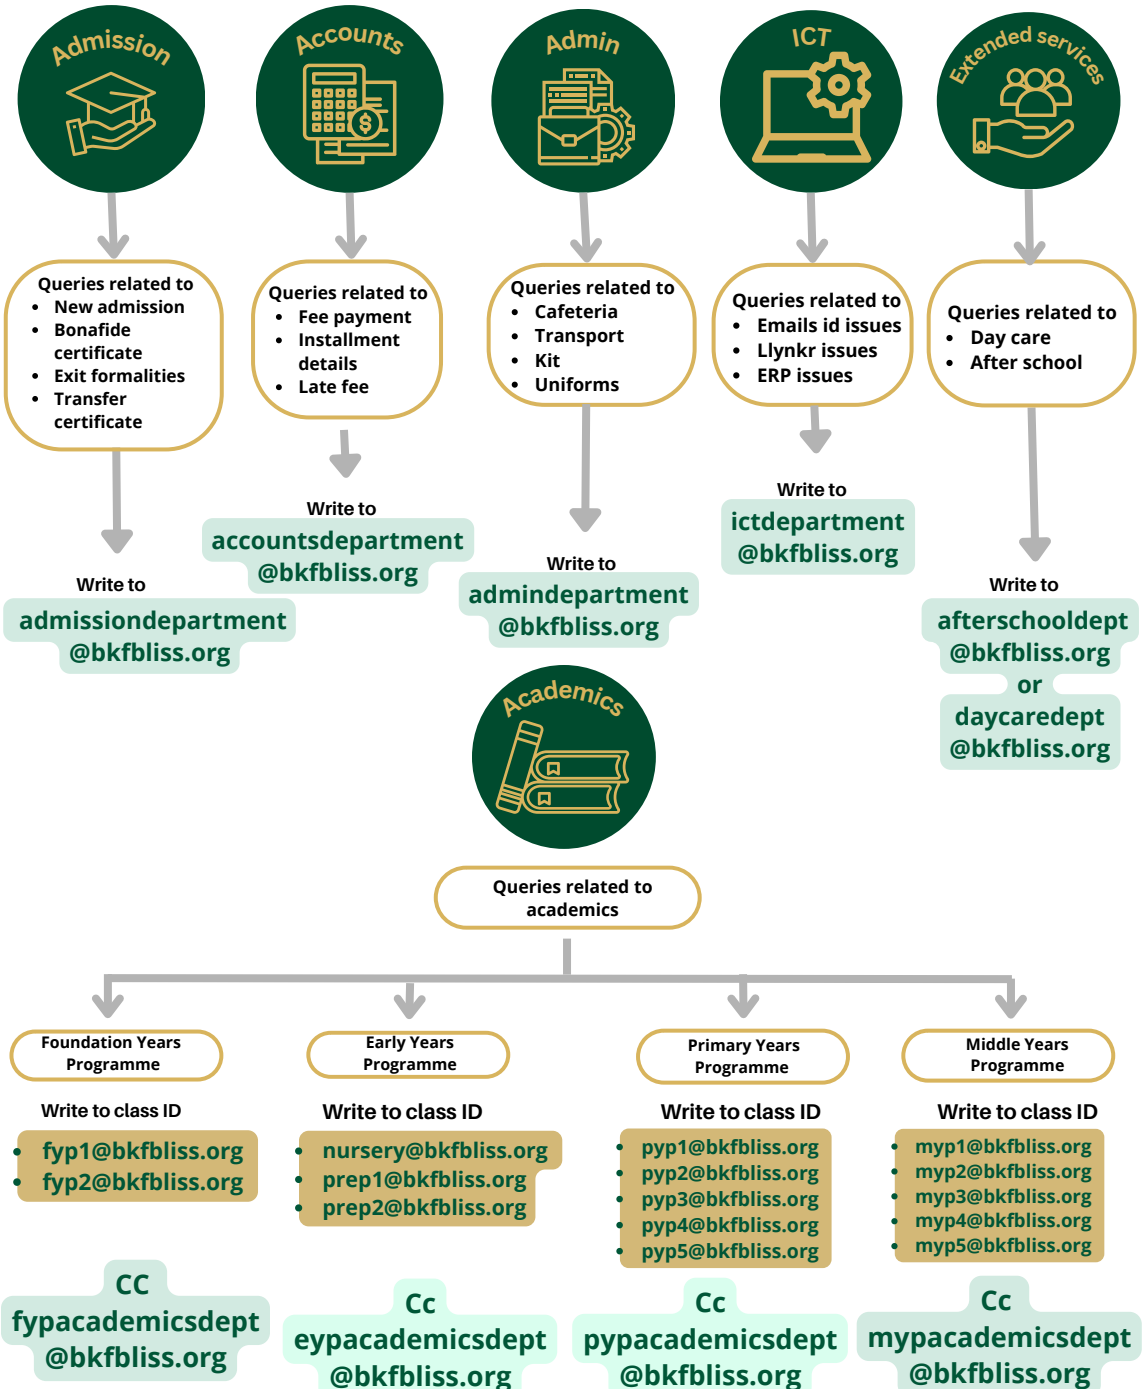 Admission
Queries related to
• New admission
• Bonafide
certificate
• Exit formalities
• Transfer
certificate
Write to
admissiondepartment
@bkfbliss.org
Accounts
Queries related to
• Fee payment
• Installment
details
• Late fee
Write to
accountsdepartment
@bkfbliss.org
Admin
Queries related to
• Cafeteria
• Transport
• Kit
• Uniforms
Write to
admindepartment
@bkfbliss.org
ICT
Queries related to
• Emails id issues
• Llynkr issues
• ERP issues
Write to
ictdepartment
@bkfbliss.org
Extended services
Queries related to
• Day care
• After school
Write to
afterschooldept
@bkfbliss.org
or
daycaredept
@bkfbliss.org
Academics
Queries related to
academics
Foundation Years
Programme
Write to class ID
• fyp1@bkfbliss.org
• fyp2@bkfbliss.org
CC
fypacademicsdept
@bkfbliss.org
Early Years
Programme
Write to class ID
• nursery@bkfbliss.org
• prep1@bkfbliss.org
• prep2@bkfbliss.org
Cc
eypacademicsdept
@bkfbliss.org
Primary Years
Programme
Write to class ID
• pyp1@bkfbliss.org
• pyp2@bkfbliss.org
• pyp3@bkfbliss.org
• pyp4@bkfbliss.org
• pyp5@bkfbliss.org
Cc
pypacademicsdept
@bkfbliss.org
Middle Years
Programme
Write to class ID
• myp1@bkfbliss.org
• myp2@bkfbliss.org
• myp3@bkfbliss.org
• myp4@bkfbliss.org
• myp5@bkfbliss.org
Cc
mypacademicsdept
@bkfbliss.org